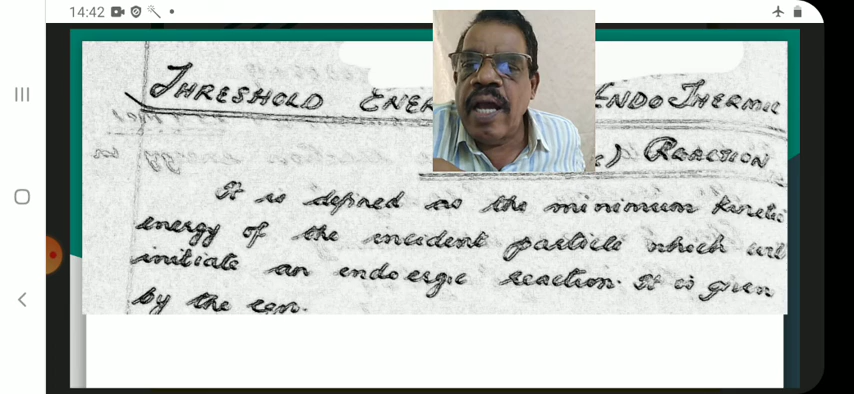 14:42
THRESHOLD ENER ENDOTHERMIC
c) REACTION
It is defined as the minimum kinetic
energy of the incident particle which will
initiate an endoergic reaction. It is given
by the eqn.